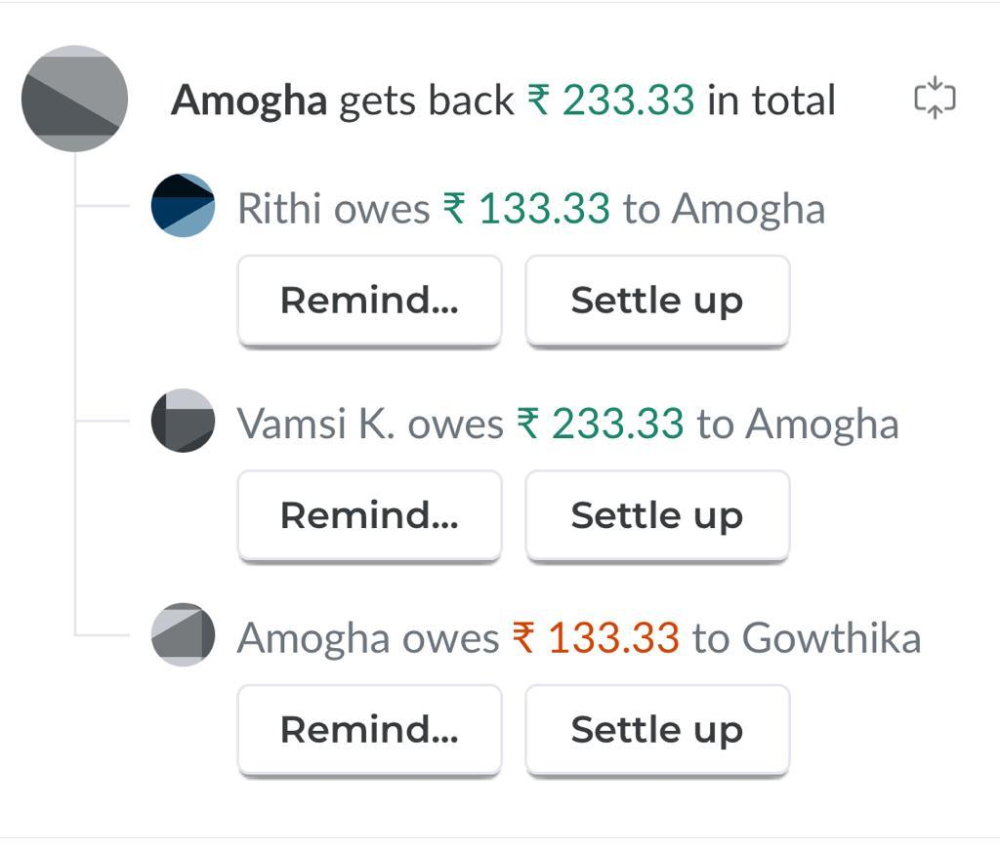 Amogha gets back ₹ 233.33 in total
Rithi owes ₹ 133.33 to Amogha
Remind... Settle up
Vamsi K. owes ₹ 233.33 to Amogha
Remind... Settle up
Amogha owes ₹ 133.33 to Gowthika
Remind... Settle up